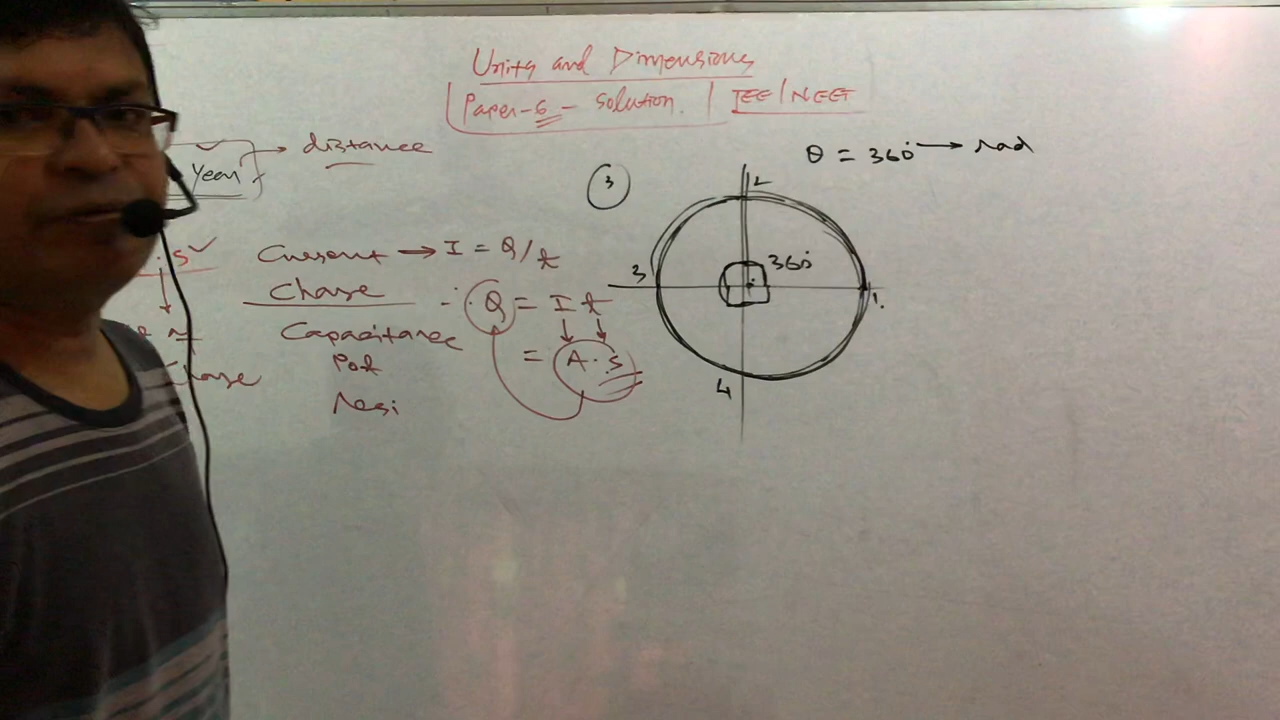 Units and Dimensions
Paper-6 - Solution. | JEE/NEET
Year → distance
θ = 360° → rad
3
2
3
360°
1.
4
.s✓
Current → I = Q/t
Charge
∴ Q = I t
Capacitance
= A.s
Pot
Resi
Charge